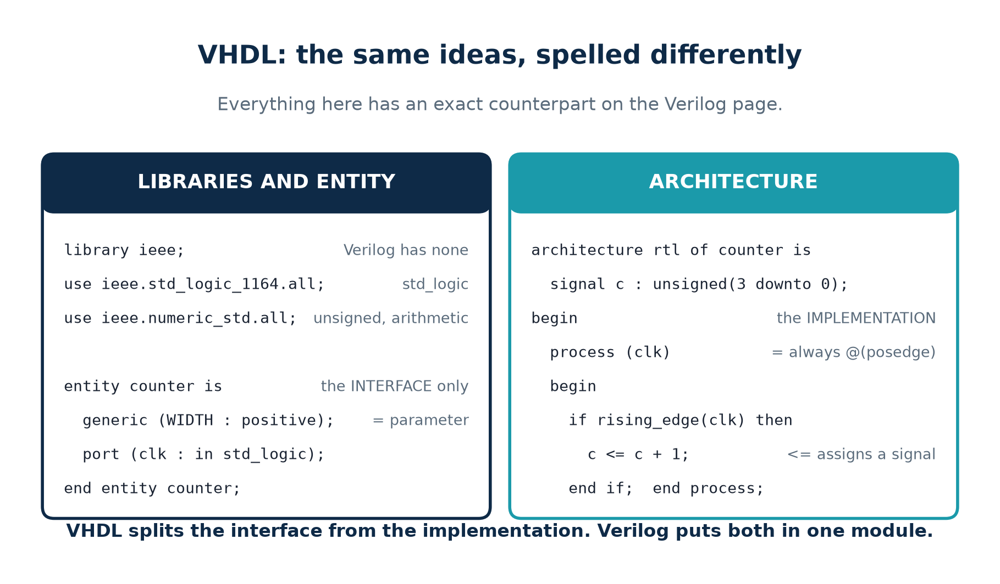 VHDL: the same ideas, spelled differently
Everything here has an exact counterpart on the Verilog page.
LIBRARIES AND ENTITY
library ieee; Verilog has none
use ieee.std_logic_1164.all; std_logic
use ieee.numeric_std.all; unsigned, arithmetic
entity counter is the INTERFACE only
generic (WIDTH : positive); = parameter
port (clk : in std_logic);
end entity counter;
ARCHITECTURE
architecture rtl of counter is
signal c : unsigned(3 downto 0);
begin the IMPLEMENTATION
process (clk) = always @(posedge)
begin
if rising_edge(clk) then
c <= c + 1; <= assigns a signal
end if; end process;
VHDL splits the interface from the implementation. Verilog puts both in one module.